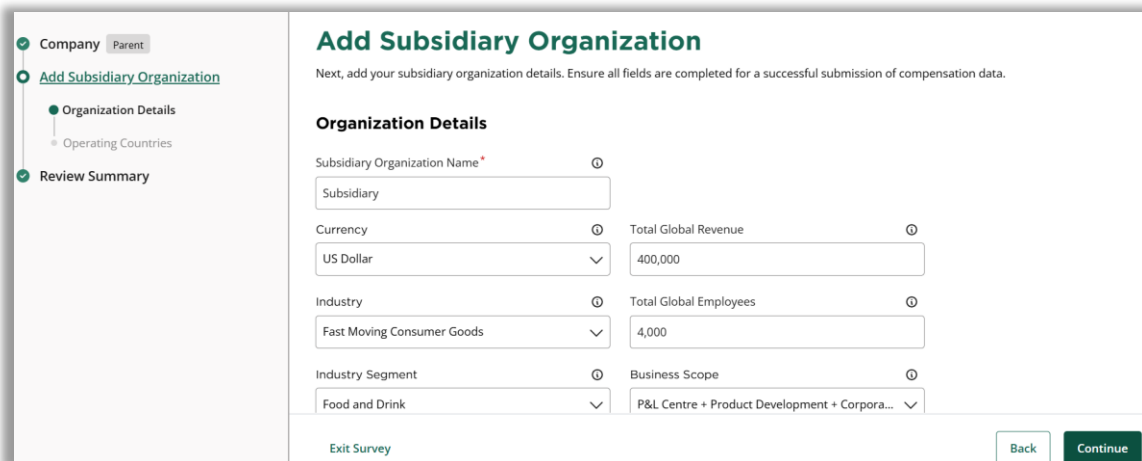 Company Parent
Add Subsidiary Organization
Organization Details
Operating Countries
Review Summary
Add Subsidiary Organization
Next, add your subsidiary organization details. Ensure all fields are completed for a successful submission of compensation data.
Organization Details
Subsidiary Organization Name*
Subsidiary
Currency Total Global Revenue
US Dollar 400,000
Industry Total Global Employees
Fast Moving Consumer Goods 4,000
Industry Segment Business Scope
Food and Drink P&L Centre + Product Development + Corpora...
Exit Survey Back Continue